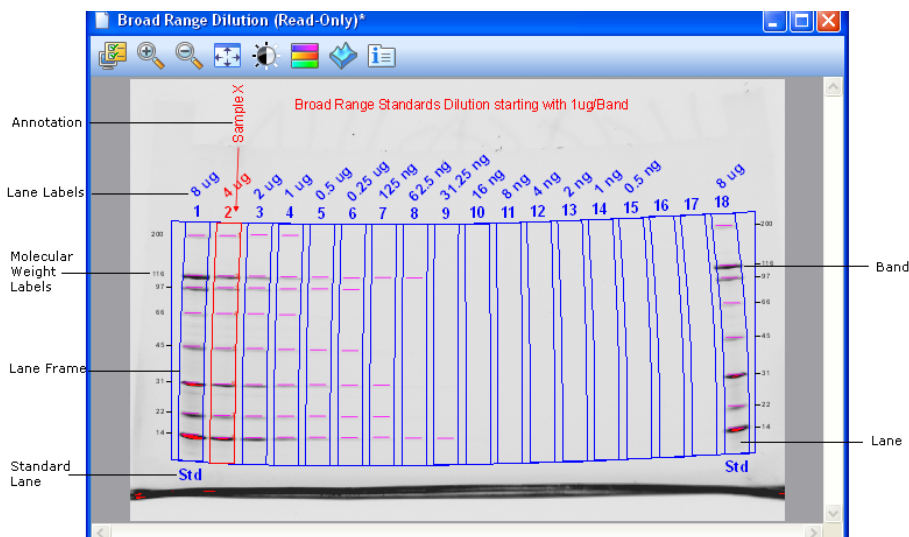 Broad Range Dilution (Read-Only)*
Sample X
Broad Range Standards Dilution starting with 1ug/Band
Annotation
Lane Labels
8 ug 4 ug 2 ug 1 ug 0.5 ug 0.25 ug 125 ng 62.5 ng 31.25 ng 16 ng 8 ng 4 ng 2 ng 1 ng 0.5 ng 8 ug
1 2 3 4 5 6 7 8 9 10 11 12 13 14 15 16 17 18
200 200
Molecular
Weight
Labels
116 116
Band
97 97
66 66
45 45
Lane Frame
31 31
22 22
14 14
Lane
Standard
Lane
Std Std